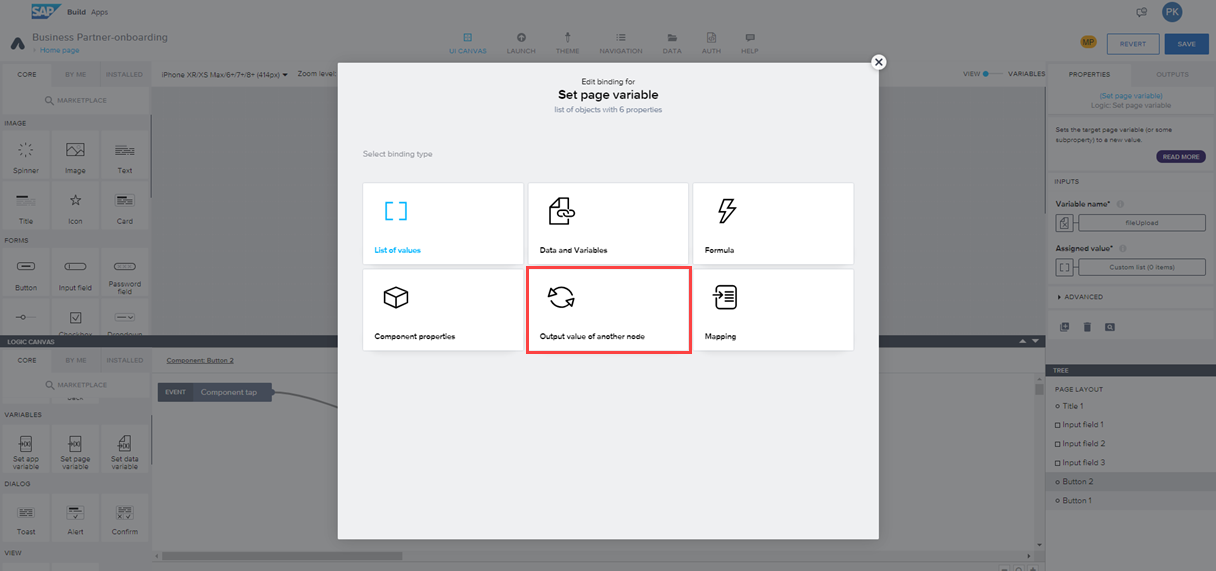 SAP Build Apps
PK
Business Partner-onboarding
< Home page
UI CANVAS
LAUNCH
THEME
NAVIGATION
DATA
AUTH
HELP
MP
REVERT
SAVE
CORE
BY ME
INSTALLED
iPhone XR/XS Max/6+/7+/8+ (414px)
Zoom level:
VIEW
VARIABLES
PROPERTIES
OUTPUTS
MARKETPLACE
IMAGE
Spinner
Image
Text
Title
Icon
Card
FORMS
Button
Input field
Password
field
Checkbox
Dropdown
Edit binding for
Set page variable
list of objects with 6 properties
Select binding type
List of values
Data and Variables
Formula
Component properties
Output value of another node
Mapping
(Set page variable)
Logic: Set page variable
Sets the target page variable (or some
subproperty) to a new value.
READ MORE
INPUTS
Variable name*
fileUpload
Assigned value*
Custom list (0 items)
ADVANCED
LOGIC CANVAS
CORE
BY ME
INSTALLED
Component: Button 2
MARKETPLACE
back
EVENT
Component tap
VARIABLES
Set app
variable
Set page
variable
Set data
variable
DIALOG
Toast
Alert
Confirm
VIEW
TREE
PAGE LAYOUT
Title 1
Input field 1
Input field 2
Input field 3
Button 2
Button 1